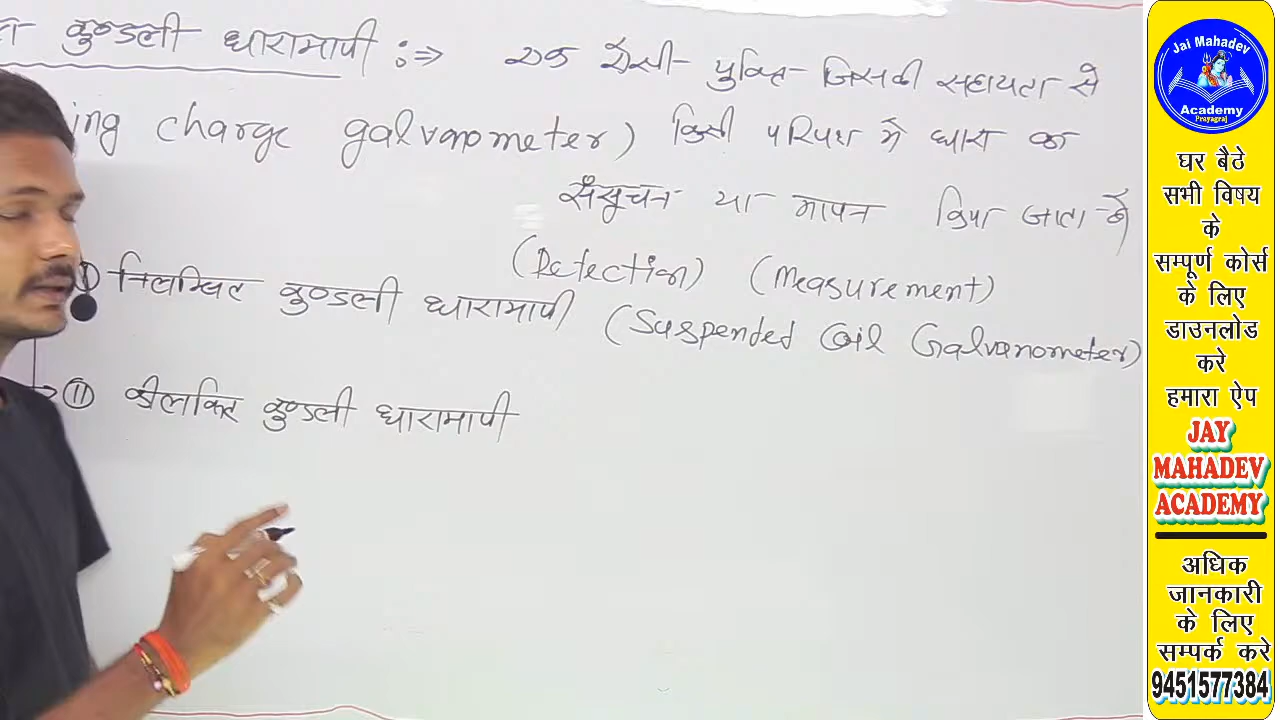 कुण्डली धारामापी :⇒ एक ऐसी युक्ति जिसकी सहायता से
ing charge galvanometer) किसी परिपथ में धारा का
संसूचन या मापन किया जाता है
(Detection) (Measurement)
① निलम्बित कुण्डली धारामापी (Suspended Coil Galvanometer)
② कीलकित कुण्डली धारामापी
Jai Mahadev
Academy
Prayagraj
घर बैठे
सभी विषय
के
सम्पूर्ण कोर्स
के लिए
डाउनलोड
करे
हमारा ऐप
JAY
MAHADEV
ACADEMY
अधिक
जानकारी
के लिए
सम्पर्क करे
9451577384